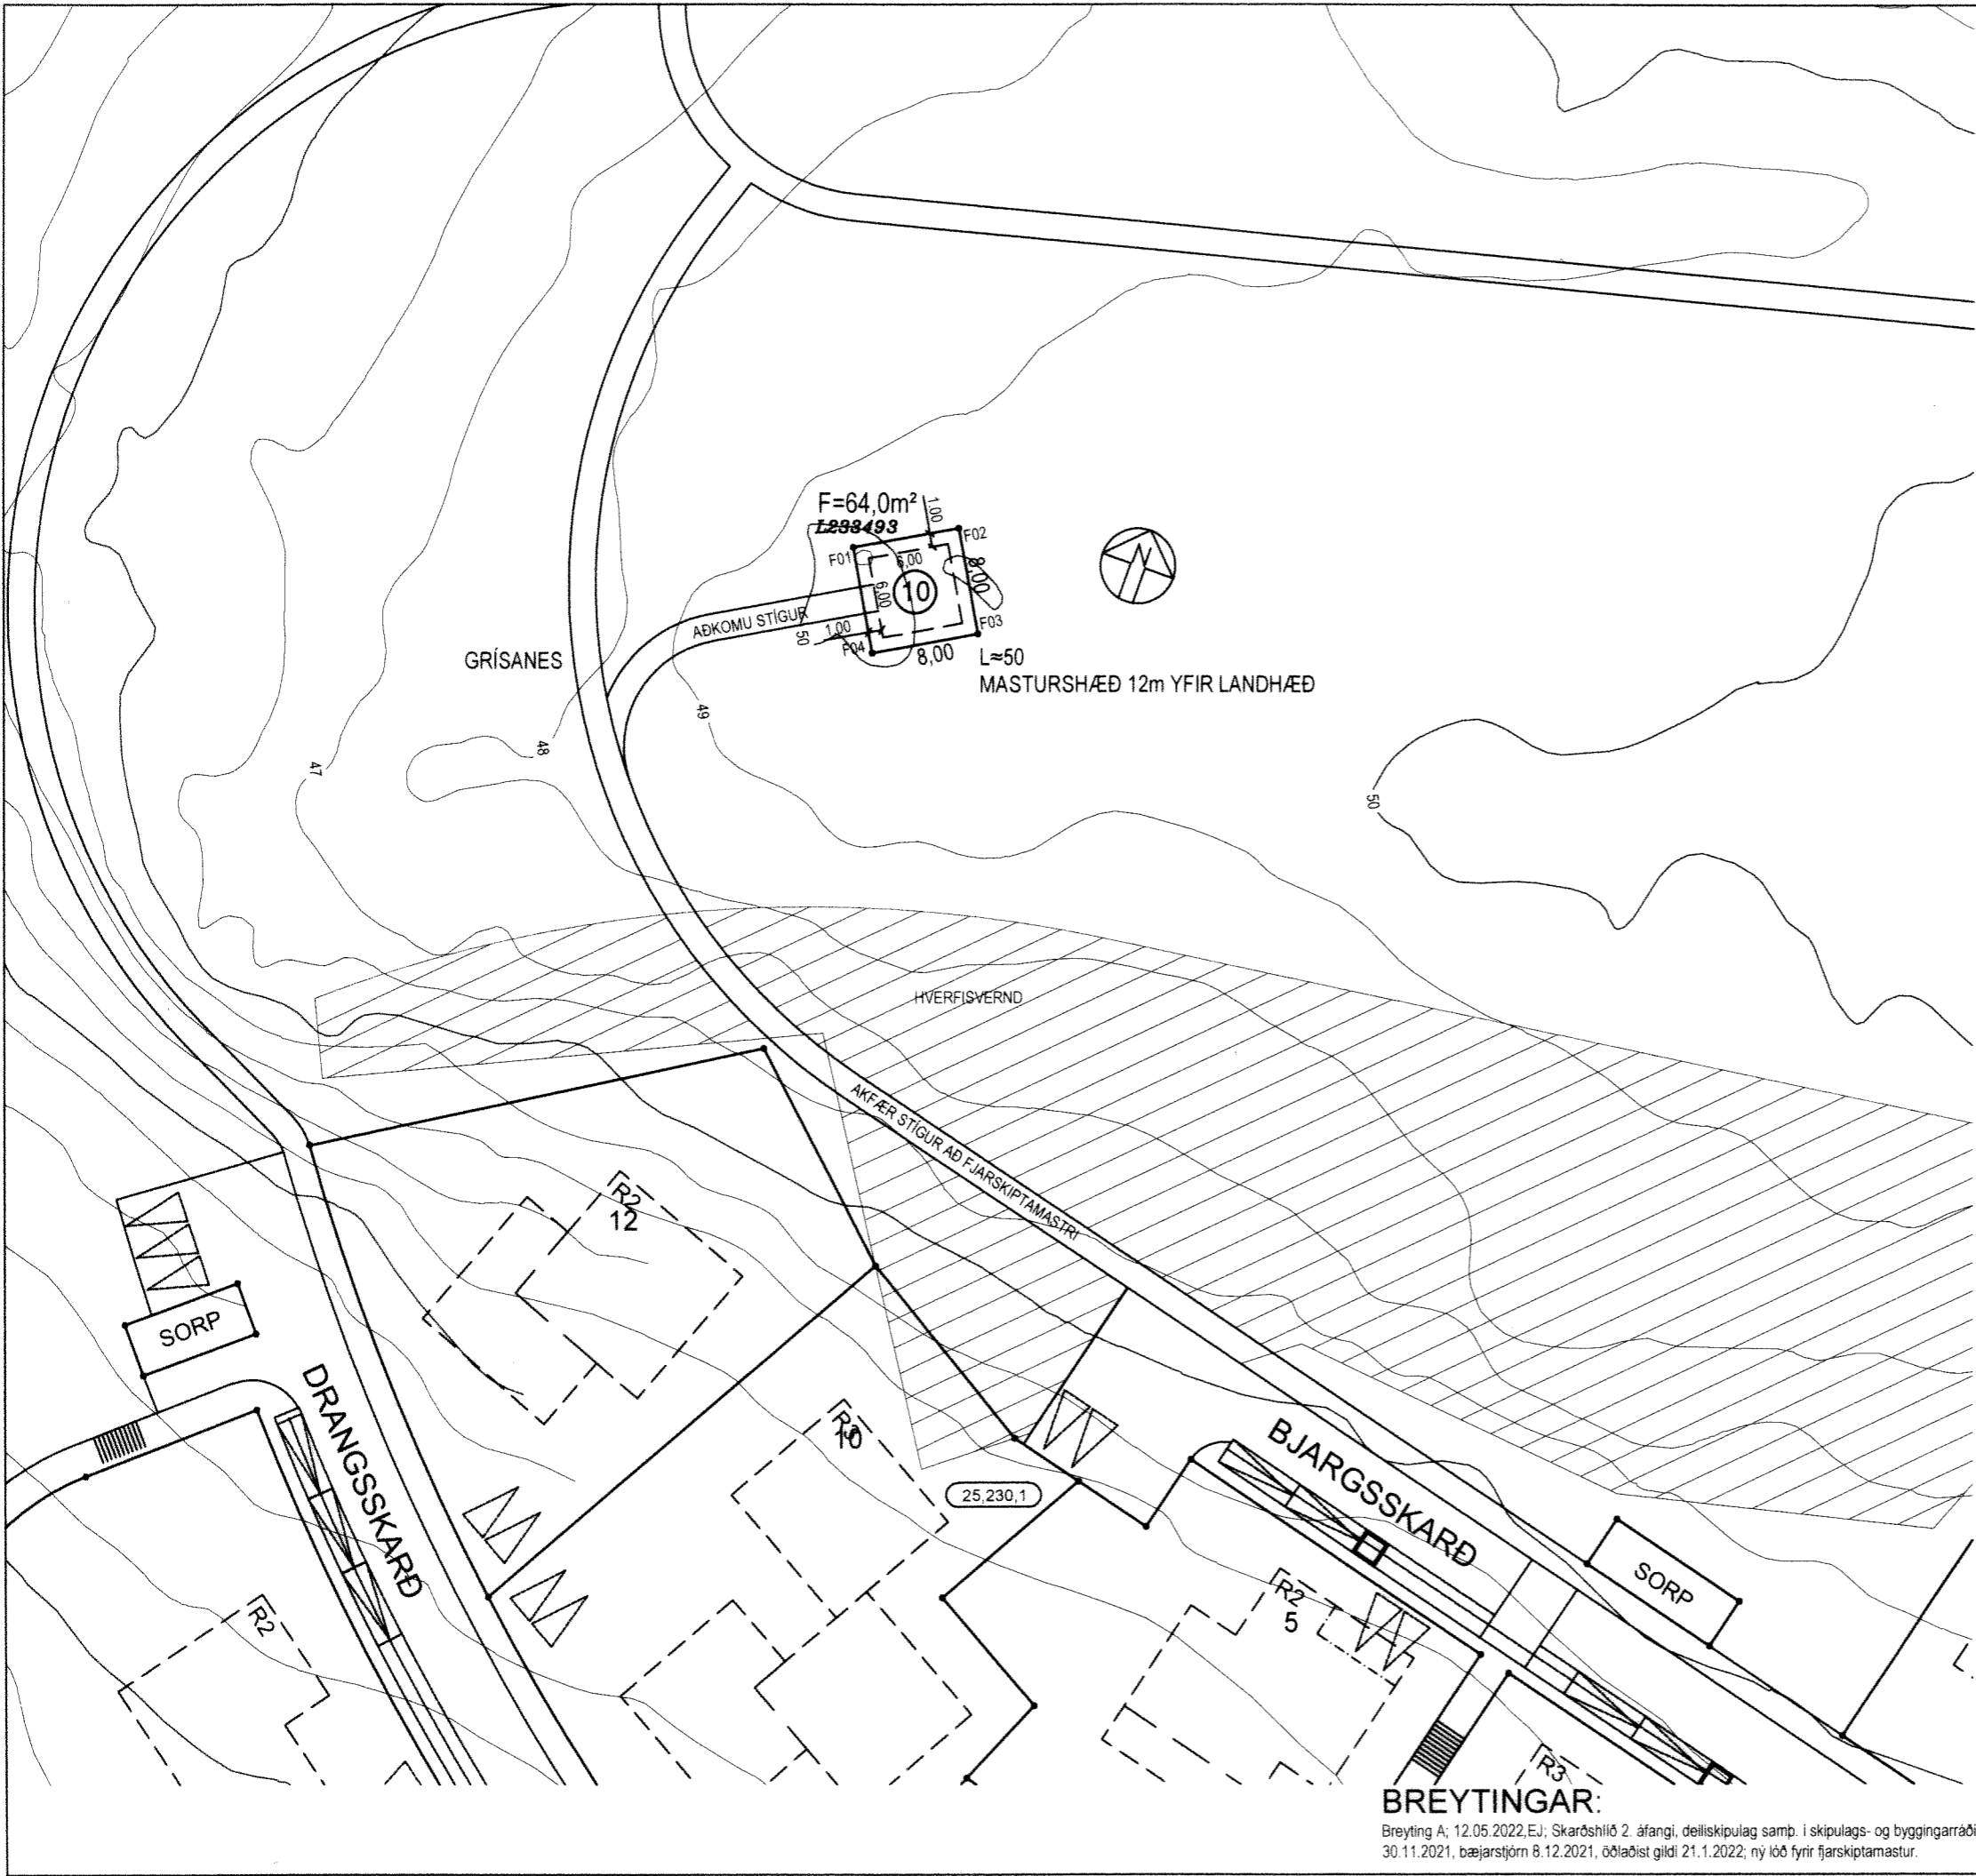 F=64,0m²
L233493
1.00
F01
F02
6,00
8,00
6,00
10
AÐKOMU STÍGUR
1,00
50
F04
F03
8,00
L≈50
MASTURSHÆÐ 12m YFIR LANDHÆÐ
GRÍSANES
N
49
48
47
50
HVERFISVERND
AKFÆR STÍGUR AÐ FJARSKIPTAMASTRI
R2
12
SORP
DRANGSSKARÐ
R3
10
25,230,1
BJARGSSKARÐ
SORP
R2
5
R2
R3
BREYTINGAR:
Breyting A; 12.05.2022,EJ; Skarðshlíð 2. áfangi, deiliskipulag samþ. í skipulags- og byggingarráði
30.11.2021, bæjarstjórn 8.12.2021, öðlaðist gildi 21.1.2022; ný lóð fyrir fjarskiptamastur.